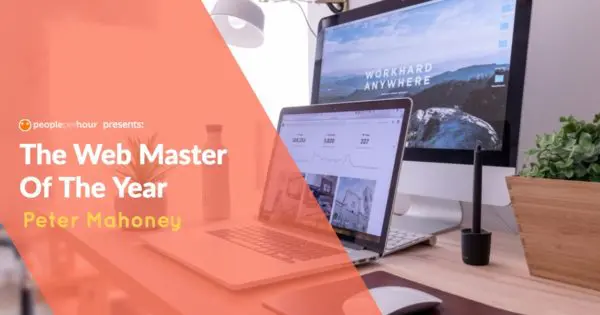 peopleperhour presents:
The Web Master
Of The Year
Peter Mahoney
WORKHARD
ANYWHERE